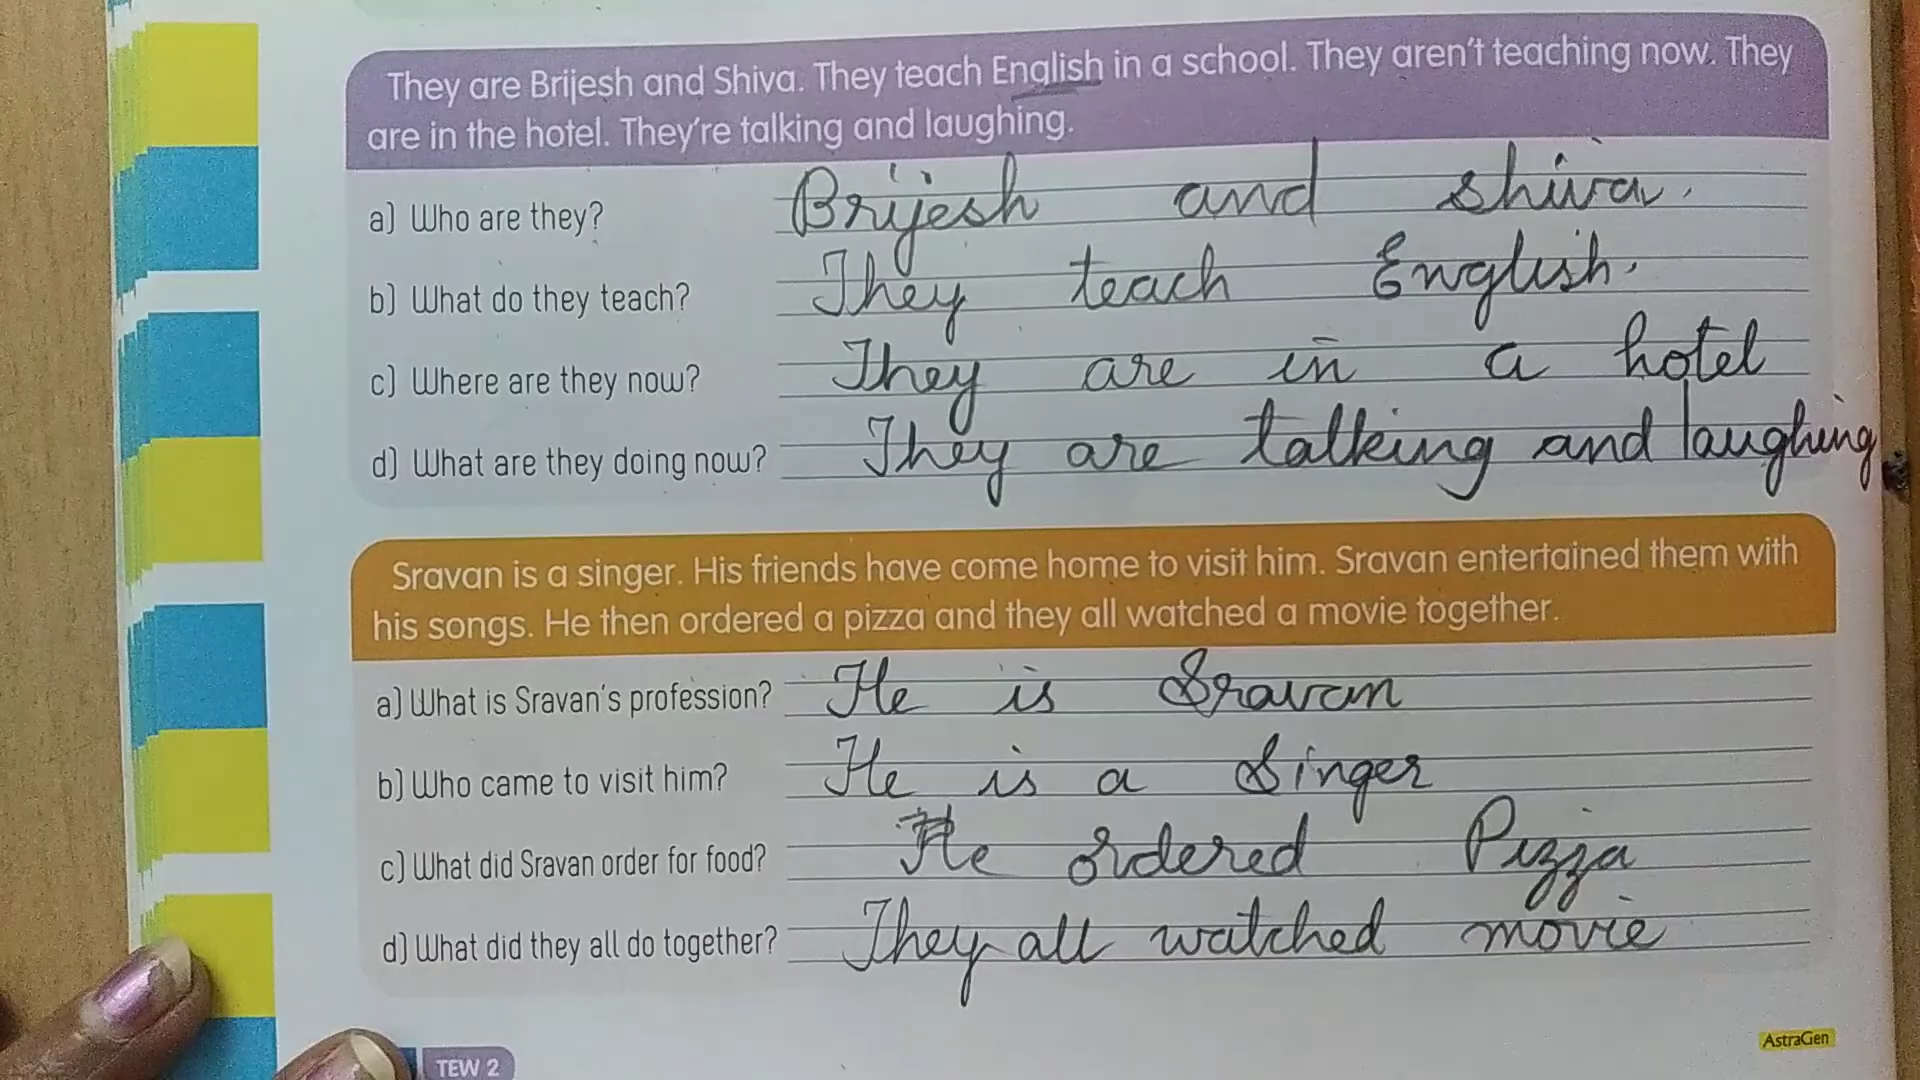 They are Brijesh and Shiva. They teach English in a school. They aren't teaching now. They
are in the hotel. They're talking and laughing.
a) Who are they? Brijesh and shiva.
b) What do they teach? They teach English.
c) Where are they now? They are in a hotel
d) What are they doing now? They are talking and laughing
Sravan is a singer. His friends have come home to visit him. Sravan entertained them with
his songs. He then ordered a pizza and they all watched a movie together.
a) What is Sravan's profession? He is Sravan
b) Who came to visit him? He is a Singer
c) What did Sravan order for food? He ordered Pizza
d) What did they all do together? They all watched movie
TEW 2
AstraGen